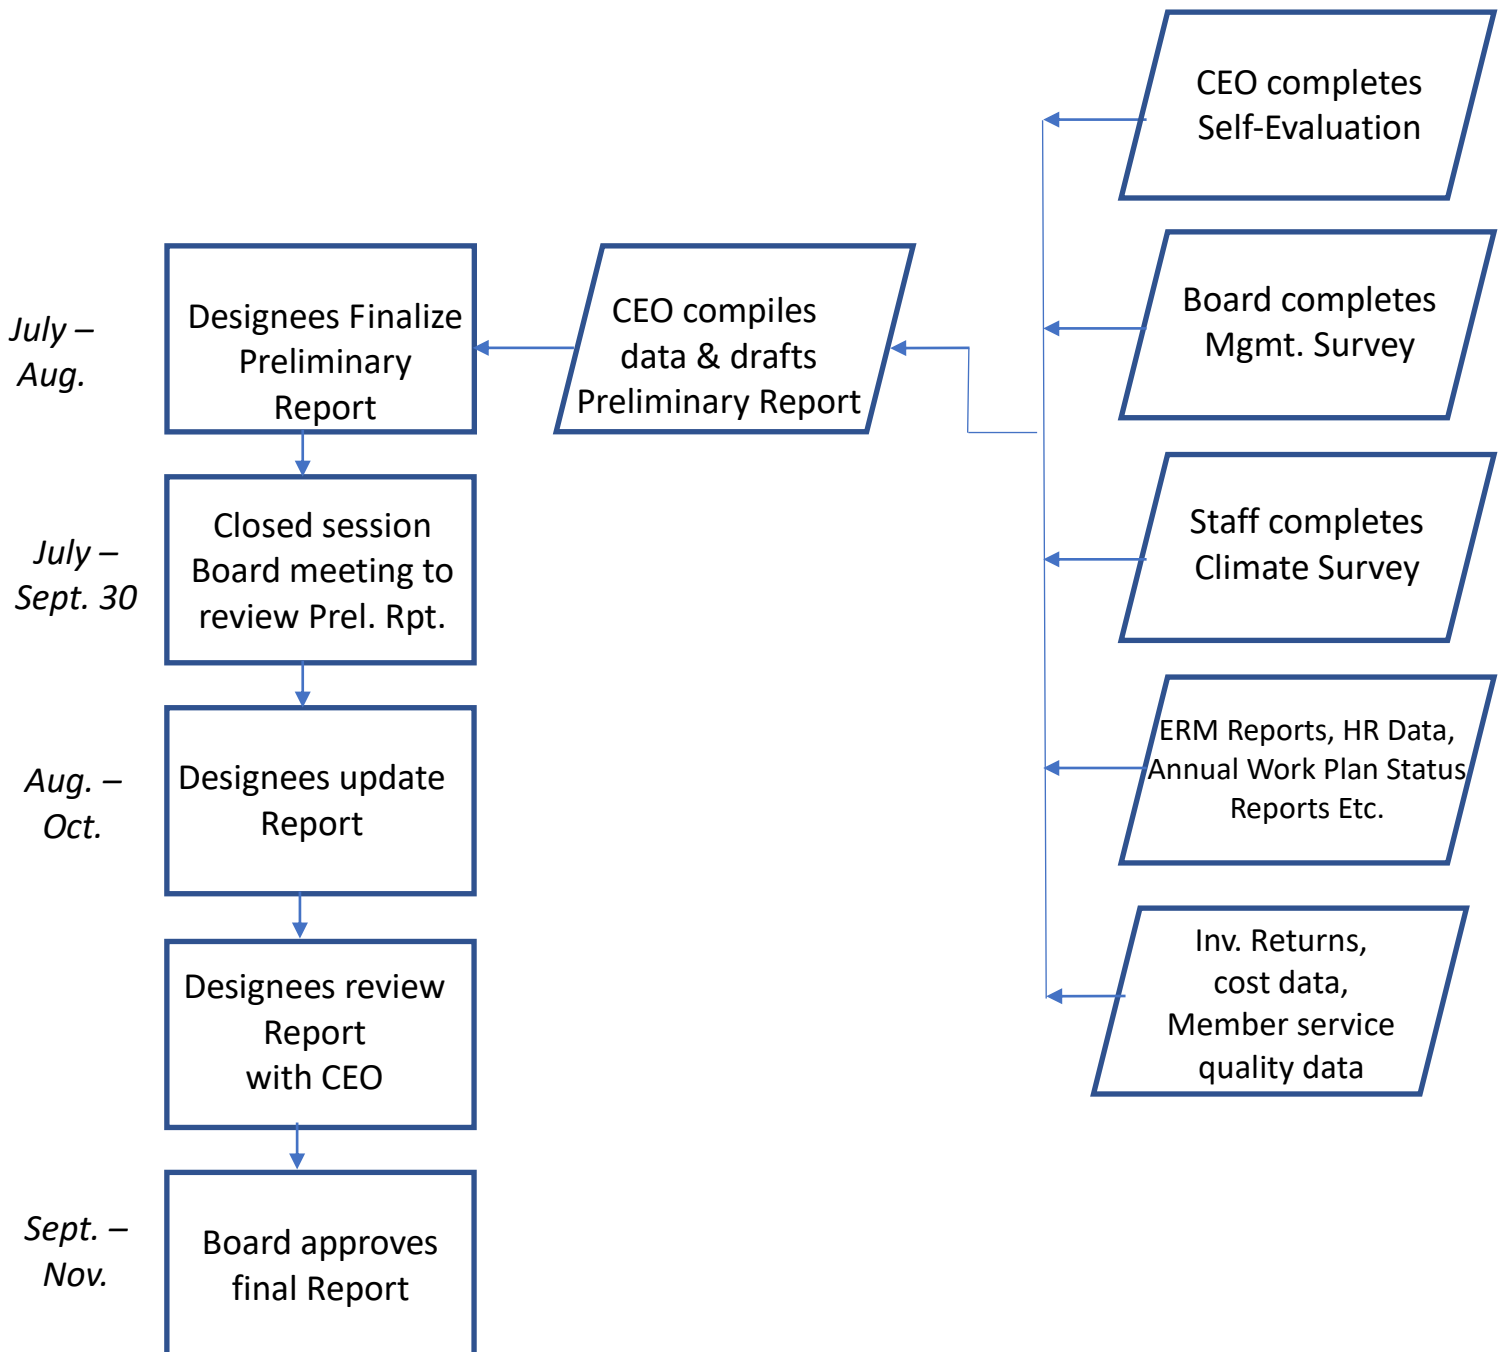 CEO completes
Self-Evaluation
Board completes
Mgmt. Survey
Staff completes
Climate Survey
ERM Reports, HR Data,
Annual Work Plan Status
Reports Etc.
Inv. Returns,
cost data,
Member service
quality data
CEO compiles
data & drafts
Preliminary Report
July –
Aug.
Designees Finalize
Preliminary
Report
July –
Sept. 30
Closed session
Board meeting to
review Prel. Rpt.
Aug. –
Oct.
Designees update
Report
Designees review
Report
with CEO
Sept. –
Nov.
Board approves
final Report